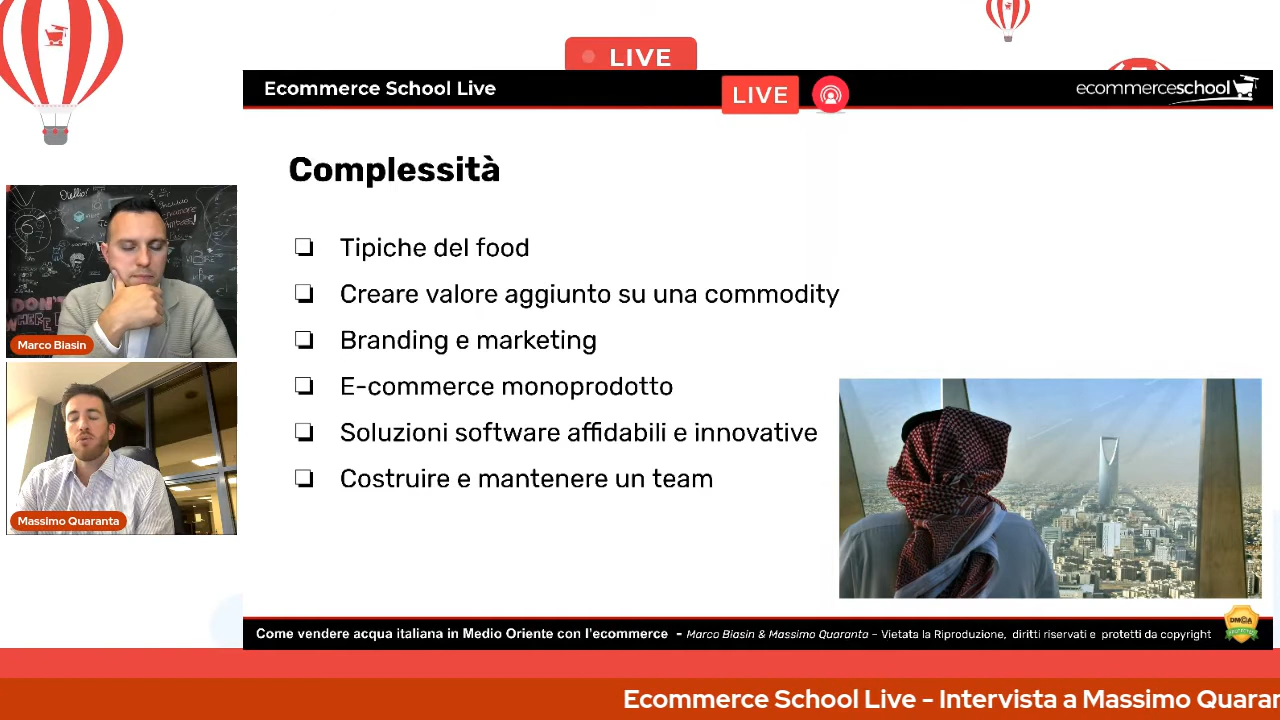 LIVE
Ecommerce School Live
LIVE
ecommerceschool
Complessità
Tipiche del food
Creare valore aggiunto su una commodity
Branding e marketing
E-commerce monoprodotto
Soluzioni software affidabili e innovative
Costruire e mantenere un team
Marco Biasin
Massimo Quaranta
Come vendere acqua italiana in Medio Oriente con l'ecommerce - Marco Biasin & Massimo Quaranta - Vietata la Riproduzione, diritti riservati e protetti da copyright
DMCA
Ecommerce School Live - Intervista a Massimo Quarar